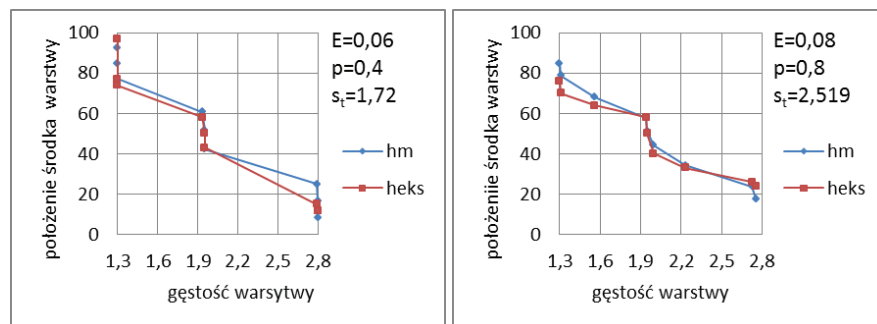 100
80
60
40
20
0
położenie środka warstwy
1,3 1,6 1,9 2,2 2,5 2,8
gęstość warsytwy
E=0,06
p=0,4
st=1,72
hm
heks
100
80
60
40
20
0
położeniie środka warstwy
1,3 1,6 1,9 2,2 2,5 2,8
gęstość warstwy
E=0,08
p=0,8
st=2,519
hm
heks